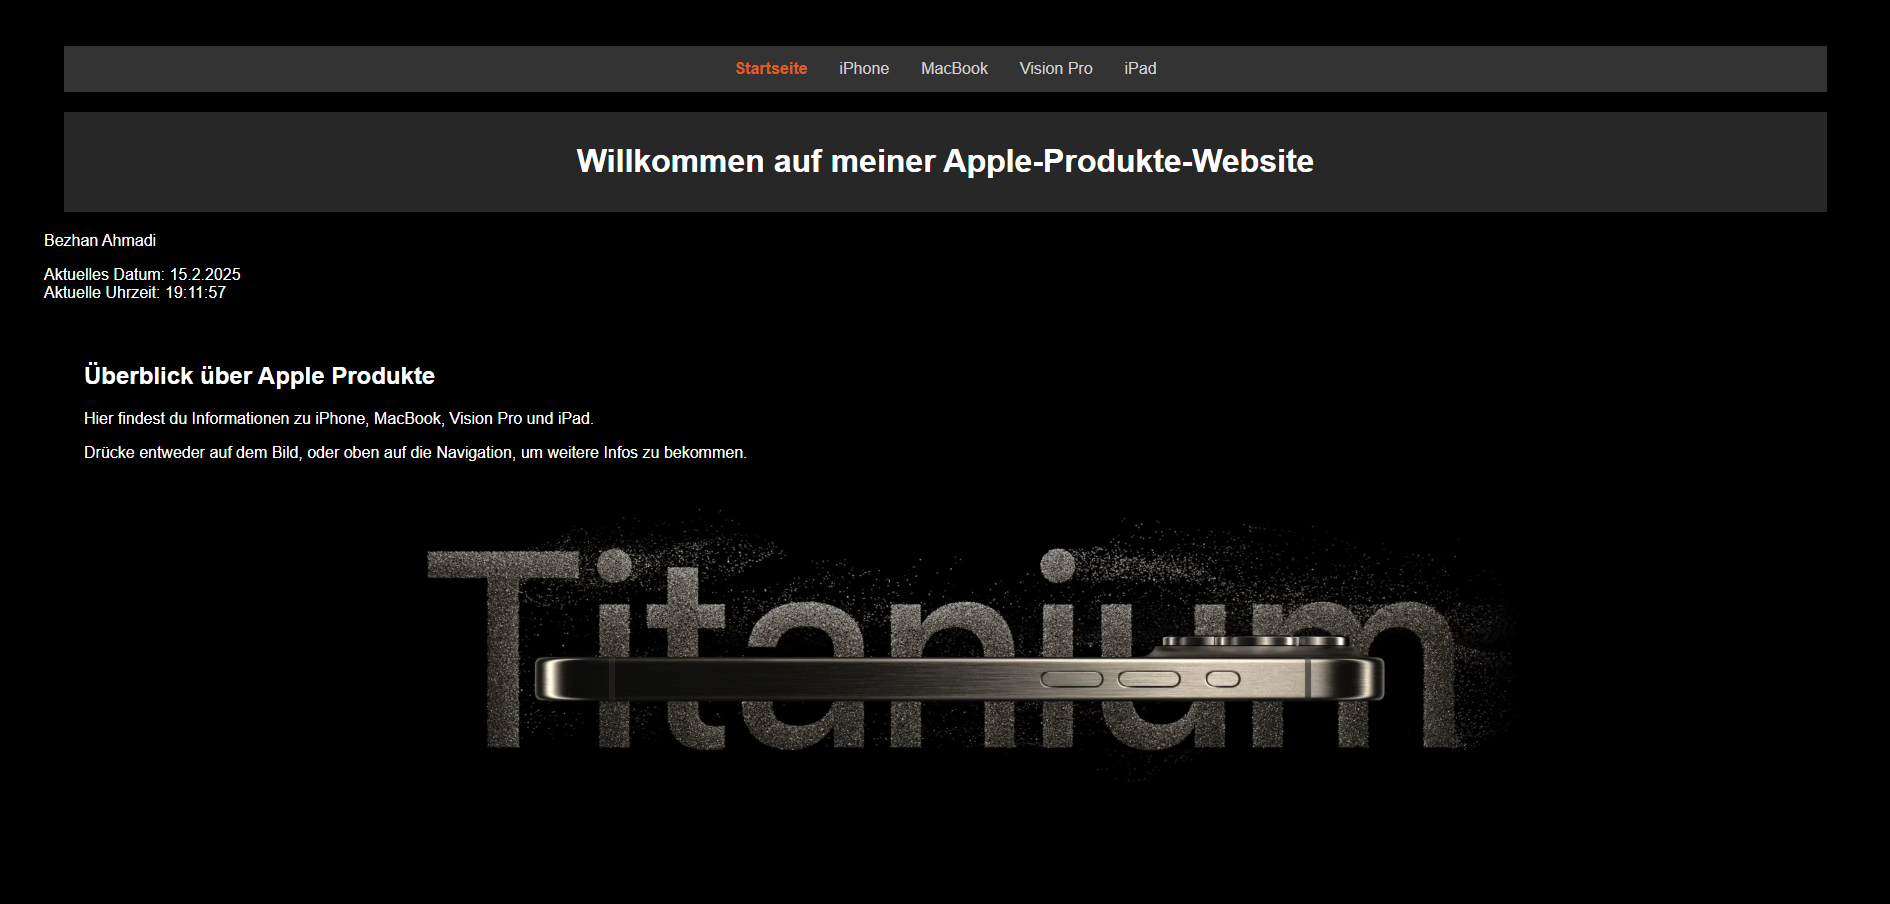 Startseite iPhone MacBook Vision Pro iPad
Willkommen auf meiner Apple-Produkte-Website
Bezhan Ahmadi
Aktuelles Datum: 15.2.2025
Aktuelle Uhrzeit: 19:11:57
Überblick über Apple Produkte
Hier findest du Informationen zu iPhone, MacBook, Vision Pro und iPad.
Drücke entweder auf dem Bild, oder oben auf die Navigation, um weitere Infos zu bekommen.
Titanium